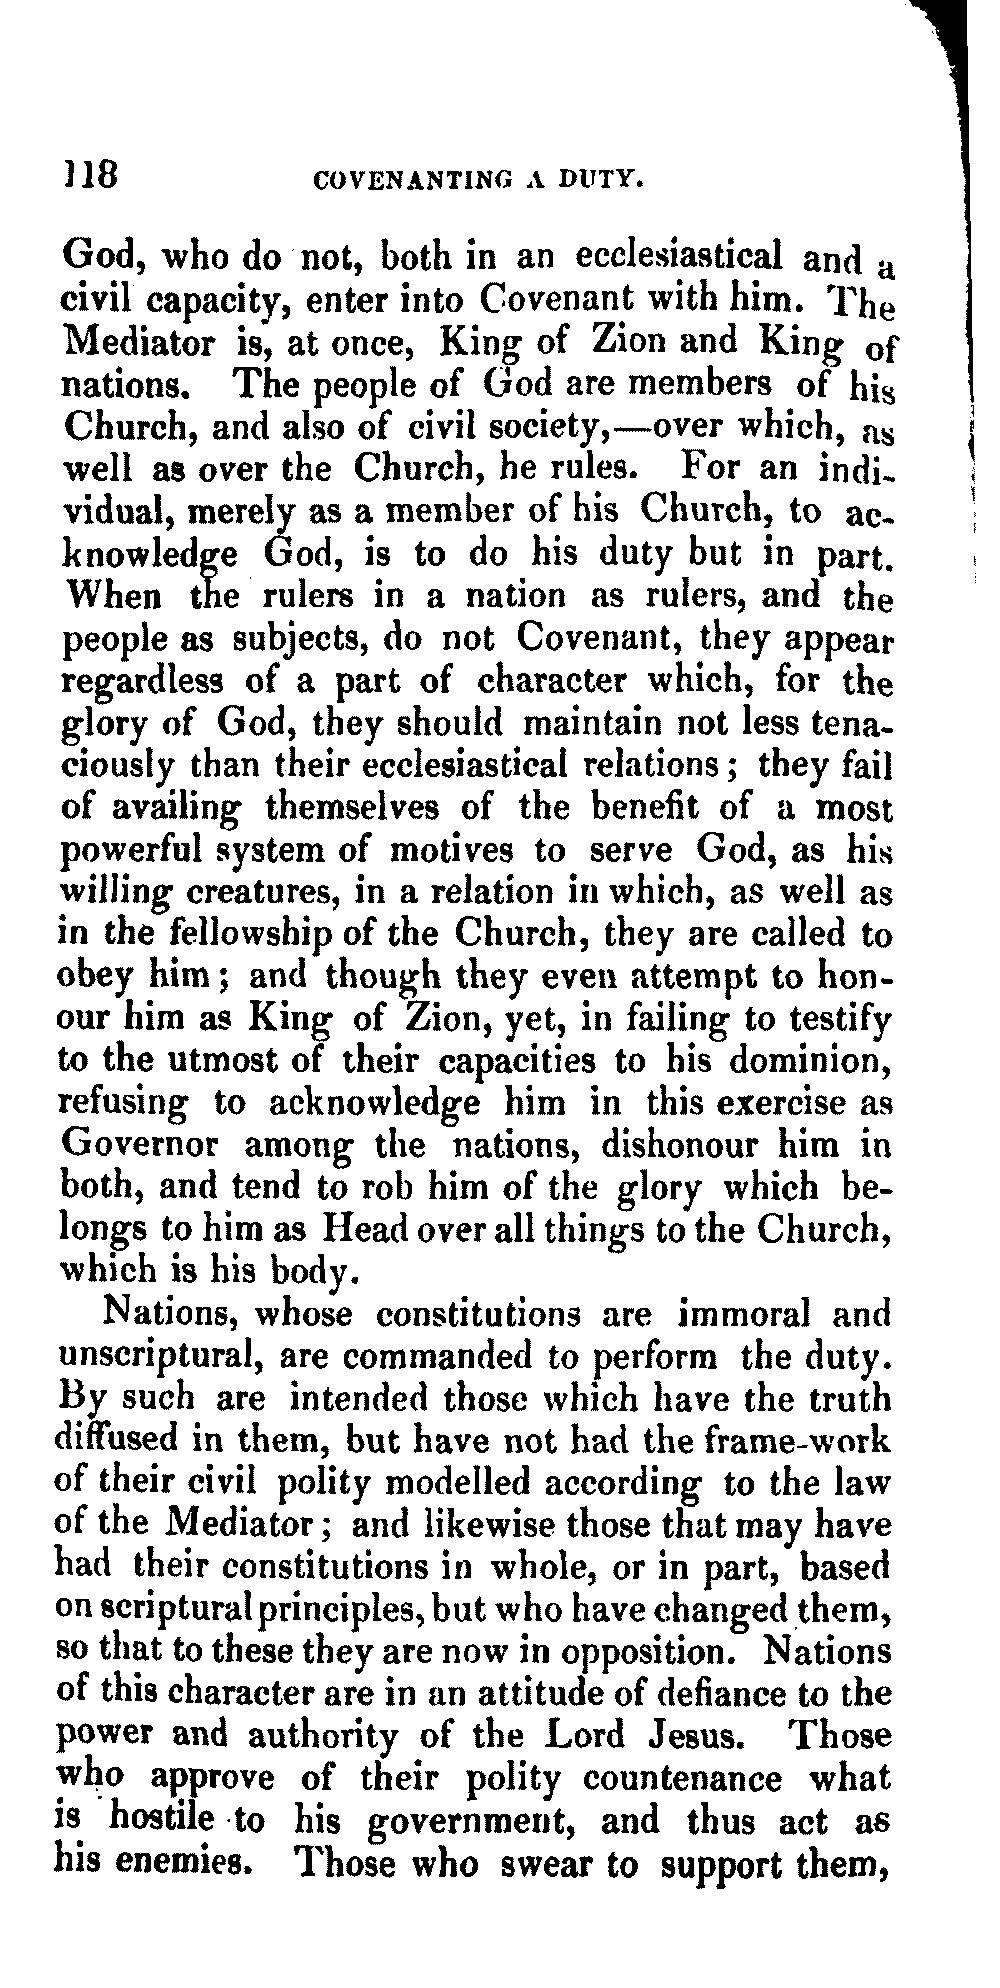 118 COVENANTING A DUTY.
God, who do not, both in an ecclesiastical and a
civil capacity, enter into Covenant with him. The
Mediator is, at once, King of Zion and King of
nations. The people of God are members of his
Church, and also of civil society,—over which, as
well as over the Church, he rules. For an indi-
vidual, merely as a member of his Church, to ac-
knowledge God, is to do his duty but in part.
When the rulers in a nation as rulers, and the
people as subjects, do not Covenant, they appear
regardless of a part of character which, for the
glory of God, they should maintain not less tena-
ciously than their ecclesiastical relations; they fail
of availing themselves of the benefit of a most
powerful system of motives to serve God, as his
willing creatures, in a relation in which, as well as
in the fellowship of the Church, they are called to
obey him; and though they even attempt to hon-
our him as King of Zion, yet, in failing to testify
to the utmost of their capacities to his dominion,
refusing to acknowledge him in this exercise as
Governor among the nations, dishonour him in
both, and tend to rob him of the glory which be-
longs to him as Head over all things to the Church,
which is his body.
Nations, whose constitutions are immoral and
unscriptural, are commanded to perform the duty.
By such are intended those which have the truth
diffused in them, but have not had the frame-work
of their civil polity modelled according to the law
of the Mediator; and likewise those that may have
had their constitutions in whole, or in part, based
on scriptural principles, but who have changed them,
so that to these they are now in opposition. Nations
of this character are in an attitude of defiance to the
power and authority of the Lord Jesus. Those
who approve of their polity countenance what
is hostile to his government, and thus act as
his enemies. Those who swear to support them,